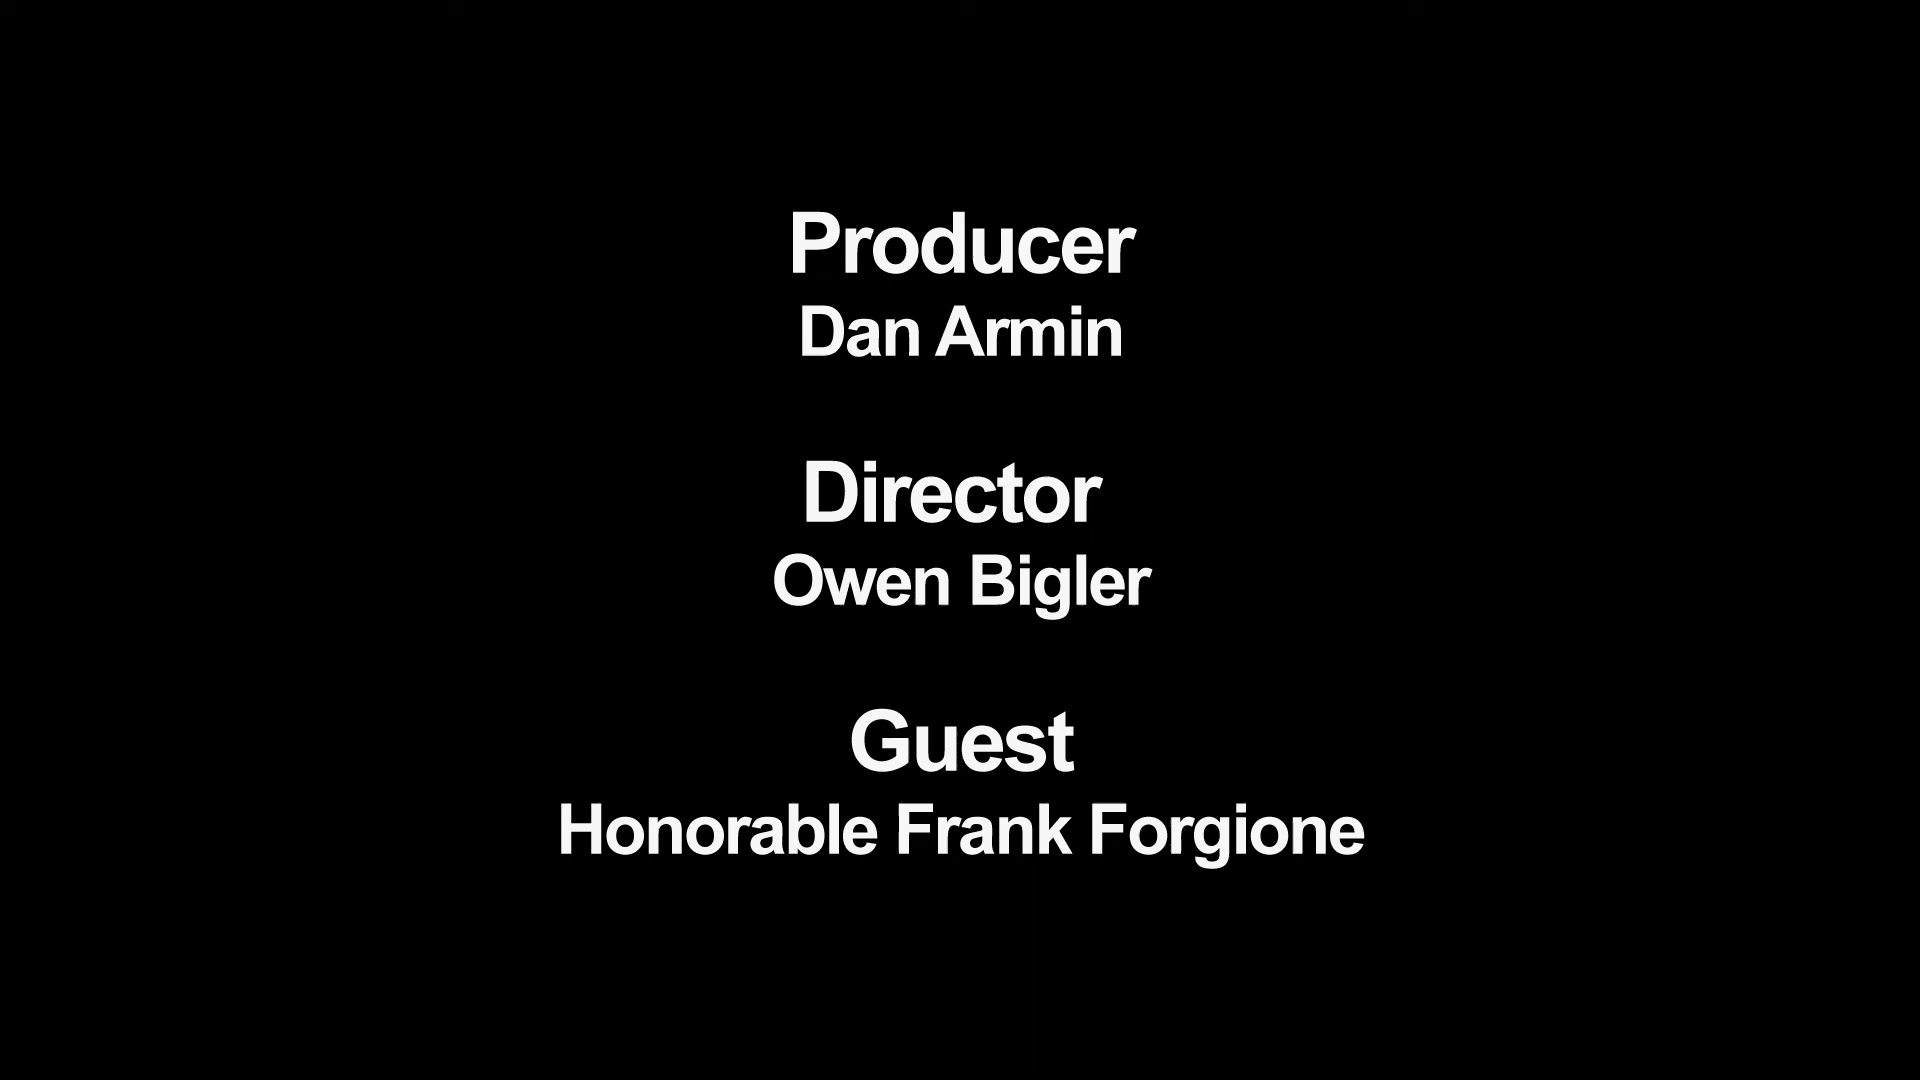 Producer
Dan Armin
Director
Owen Bigler
Guest
Honorable Frank Forgione